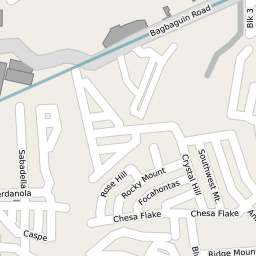 Bagbaguin Road
Blk 3
Sabadella
Rose Hill
Rocky Mount
Pocahontas
Crystal Hill
Southwest Mt.
erdanola
Chesa Flake
Chesa Flake
Caspe
Ridge Moun